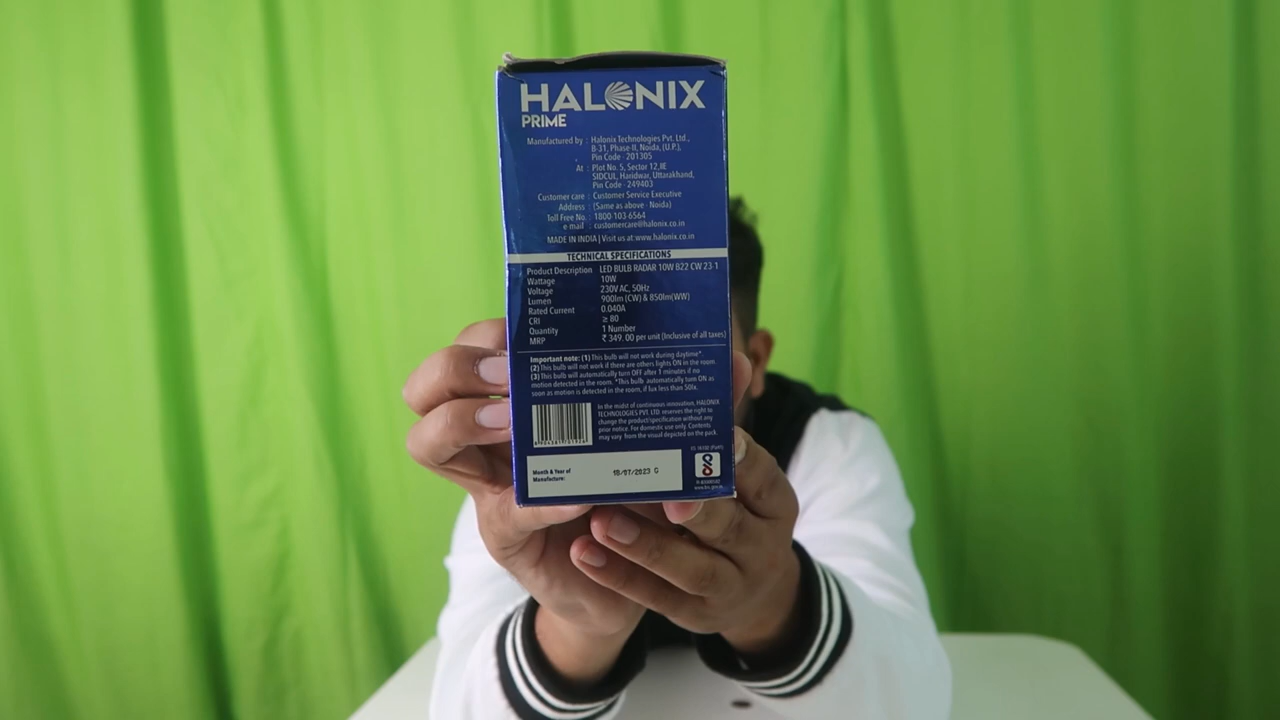 HALONIX
PRIME
Manufactured by : Halonix Technologies Pvt. Ltd.,
B-31, Phase-II, Noida, (U.P.),
Pin Code - 201305
At : Plot No. 5, Sector 12,IIE
SIDCUL, Haridwar, Uttarakhand,
Pin Code - 249403
Customer care : Customer Service Executive
Address : (Same as above - Noida)
Toll Free No. : 1800-103-6564
e mail : customercare@halonix.co.in
MADE IN INDIA | Visit us at:www.halonix.co.in
TECHNICAL SPECIFICATIONS
Product Description LED BULB RADAR 10W B22 CW 23-1
Wattage 10W
Voltage 230V AC, 50Hz
Lumen 900lm (CW) & 850lm(WW)
Rated Current 0.040A
CRI ≥ 80
Quantity 1 Number
MRP ₹ 349.00 per unit (Inclusive of all taxes)
Important note: (1) This bulb will not work during daytime*.
(2) This bulb will not work if there are others lights ON in the room
(3) This bulb will automatically turn OFF after 1 minutes if no
motion detected in the room. *This bulb automatically turn ON as
soon as motion is detected in the room, if lux less than 50lx.
In the midst of continuous innovation, HALONIX
TECHNOLOGIES PVT. LTD. reserves the right to
change the product/specification without any
prior notice. For domestic use only. Contents
may vary from the visual depicted on the pack.
Month & Year of
Manufacture:
18/07/2023 G